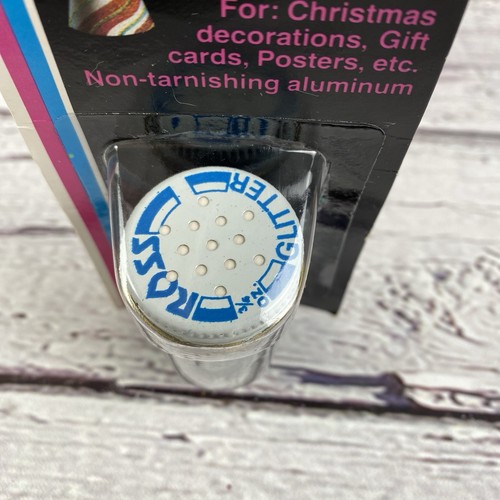 For: Christmas
decorations, Gift
cards, Posters, etc.
Non-tarnishing aluminum
ROSS
GLITTER